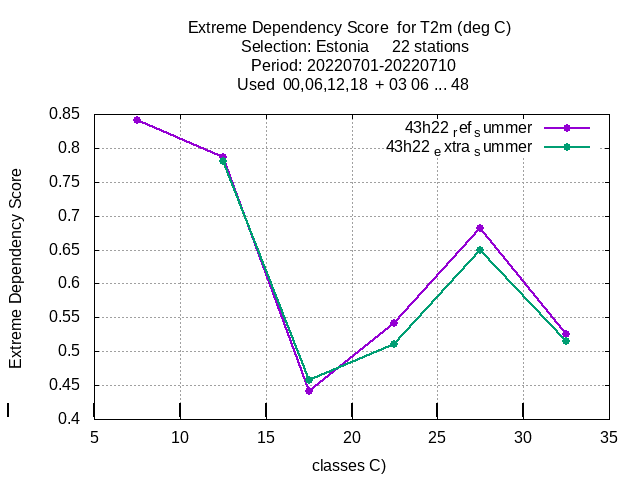 Extreme Dependency Score for T2m (deg C)
Selection: Estonia 22 stations
Period: 20220701-20220710
Used 00,06,12,18 + 03 06 ... 48
43h22 ref summer
43h22 extra summer
Extreme Dependency Score
0.85
0.8
0.75
0.7
0.65
0.6
0.55
0.5
0.45
0.4
5 10 15 20 25 30 35
classes C)